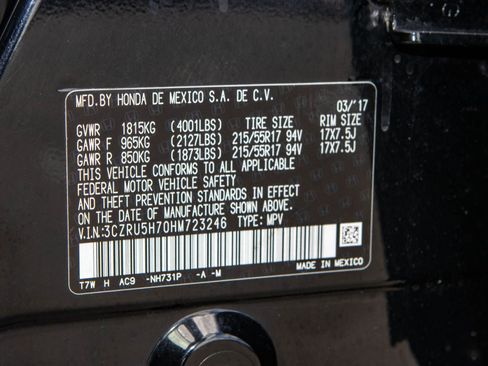 MFD.BY HONDA DE MEXICO S.A. DE C.V.
03/'17
GVWR 1815KG (4001LBS) TIRE SIZE RIM SIZE
GAWR F 965KG (2127LBS) 215/55R17 94V 17X7.5J
GAWR R 850KG (1873LBS) 215/55R17 94V 17X7.5J
THIS VEHICLE CONFORMS TO ALL APPLICABLE
FEDERAL MOTOR VEHICLE SAFETY
AND THEFT PREVENTION STANDARDS IN EFFECT
ON THE DATE OF MANUFACTURE SHOWN ABOVE.
V.I.N:3CZRU5H70HM723246 TYPE: MPV
T7W H AC9 -NH731P -A -M
MADE IN MEXICO